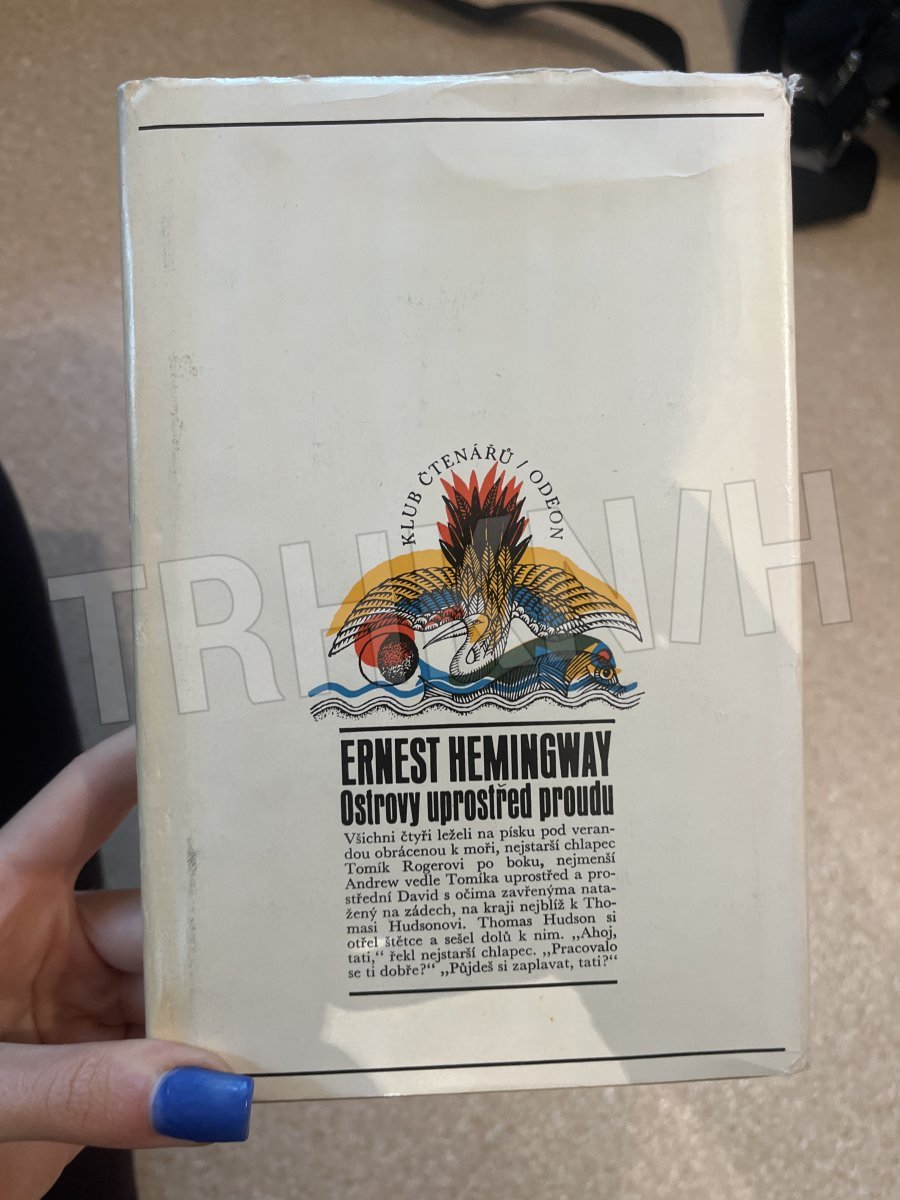 KLUB ČTENÁŘŮ / ODEON
ERNEST HEMINGWAY
Ostrovy uprostřed proudu
Všichni čtyři leželi na písku pod veran-
dou obrácenou k moři, nejstarší chlapec
Tomík Rogerovi po boku, nejmenší
Andrew vedle Tomíka uprostřed a pro-
střední David s očima zavřenýma nata-
žený na zádech, na kraji nejblíž k Tho-
masi Hudsonovi. Thomas Hudson si
otřel štětce a sešel dolů k nim. „Ahoj,
tati,“ řekl nejstarší chlapec. „Pracovalo
se ti dobře?“ „Půjdeš si zaplavat, tati?“